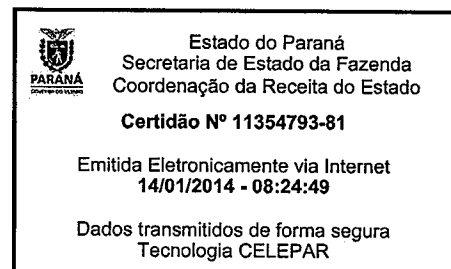 Estado do Paraná
Secretaria de Estado da Fazenda
Coordenação da Receita do Estado
PARANÁ
Certidão Nº 11354793-81
Emitida Eletronicamente via Internet
14/01/2014 - 08:24:49
Dados transmitidos de forma segura
Tecnologia CELEPAR